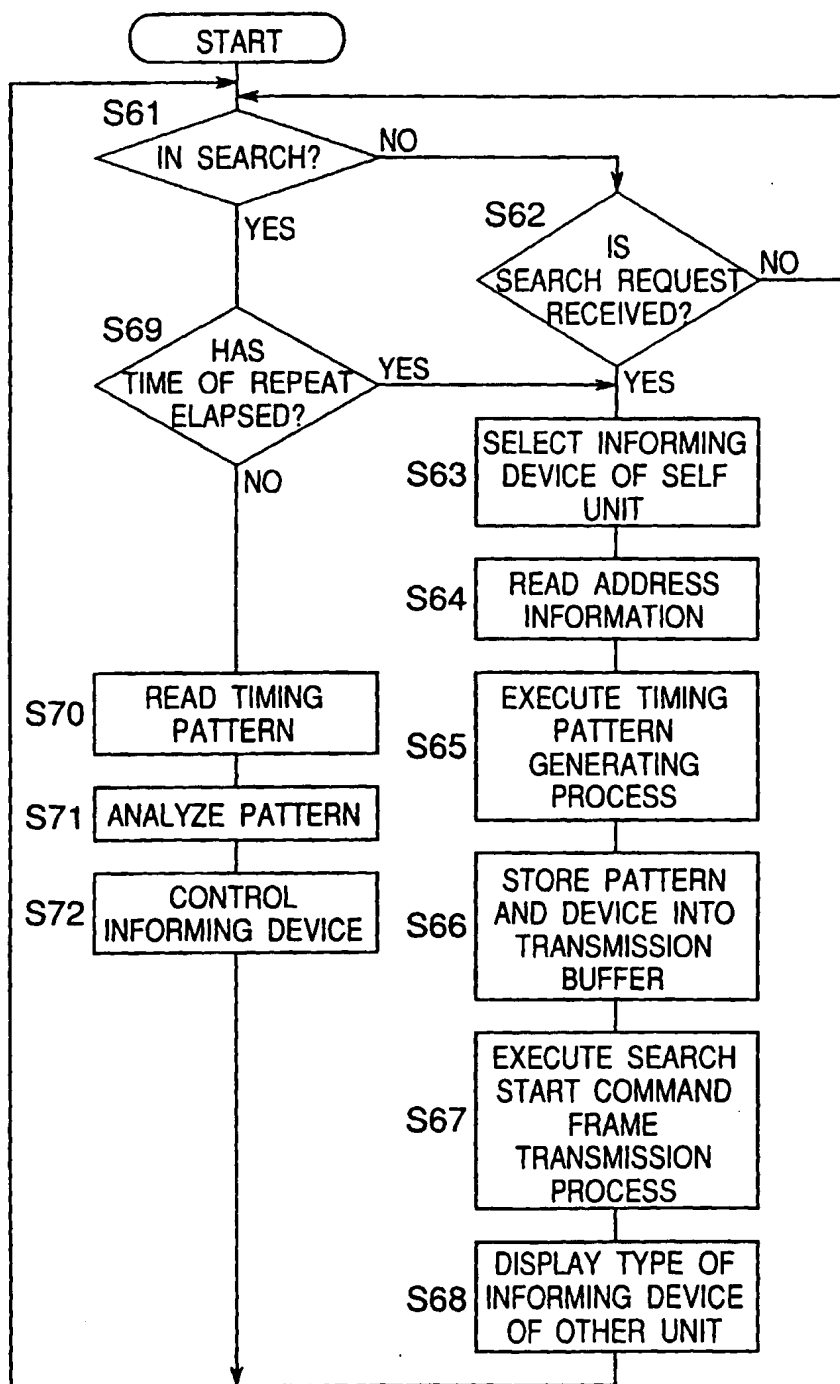 START
S61
IN SEARCH?
NO
YES
S62
IS
SEARCH REQUEST
RECEIVED?
NO
YES
S69
HAS
TIME OF REPEAT
ELAPSED?
YES
NO
S63
SELECT INFORMING
DEVICE OF SELF
UNIT
S64
READ ADDRESS
INFORMATION
S65
EXECUTE TIMING
PATTERN
GENERATING
PROCESS
S66
STORE PATTERN
AND DEVICE INTO
TRANSMISSION
BUFFER
S67
EXECUTE SEARCH
START COMMAND
FRAME
TRANSMISSION
PROCESS
S68
DISPLAY TYPE OF
INFORMING DEVICE
OF OTHER UNIT
S70
READ TIMING
PATTERN
S71
ANALYZE PATTERN
S72
CONTROL
INFORMING DEVICE